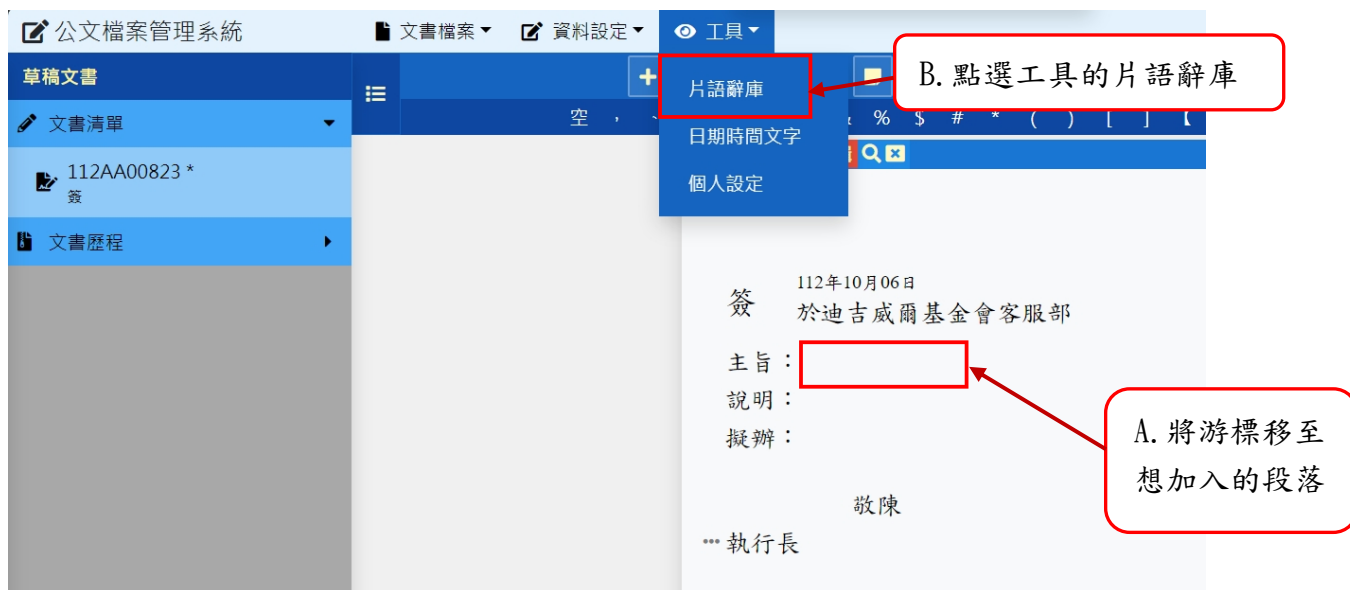 公文檔案管理系統 文書檔案 資料設定 工具
草稿文書
文書清單
112AA00823 *
簽
文書歷程
片語辭庫
日期時間文字
個人設定
空 , % $ # * ( ) [ ] 【
B. 點選工具的片語辭庫
簽
112年10月06日
於迪吉威爾基金會客服部
主旨：
說明：
擬辦：
敬陳
執行長
A. 將游標移至
想加入的段落